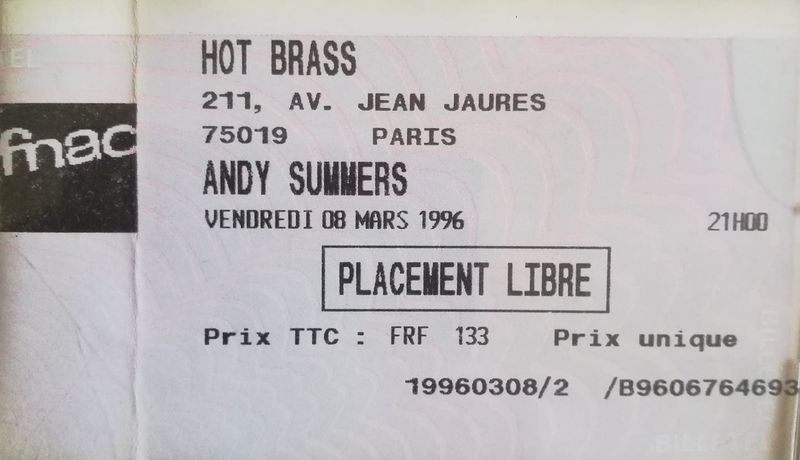 fnac
HOT BRASS
211, AV. JEAN JAURES
75019 PARIS
ANDY SUMMERS
VENDREDI 08 MARS 1996 21H00
PLACEMENT LIBRE
Prix TTC : FRF 133 Prix unique
19960308/2 /B9606764693
BILLETEL